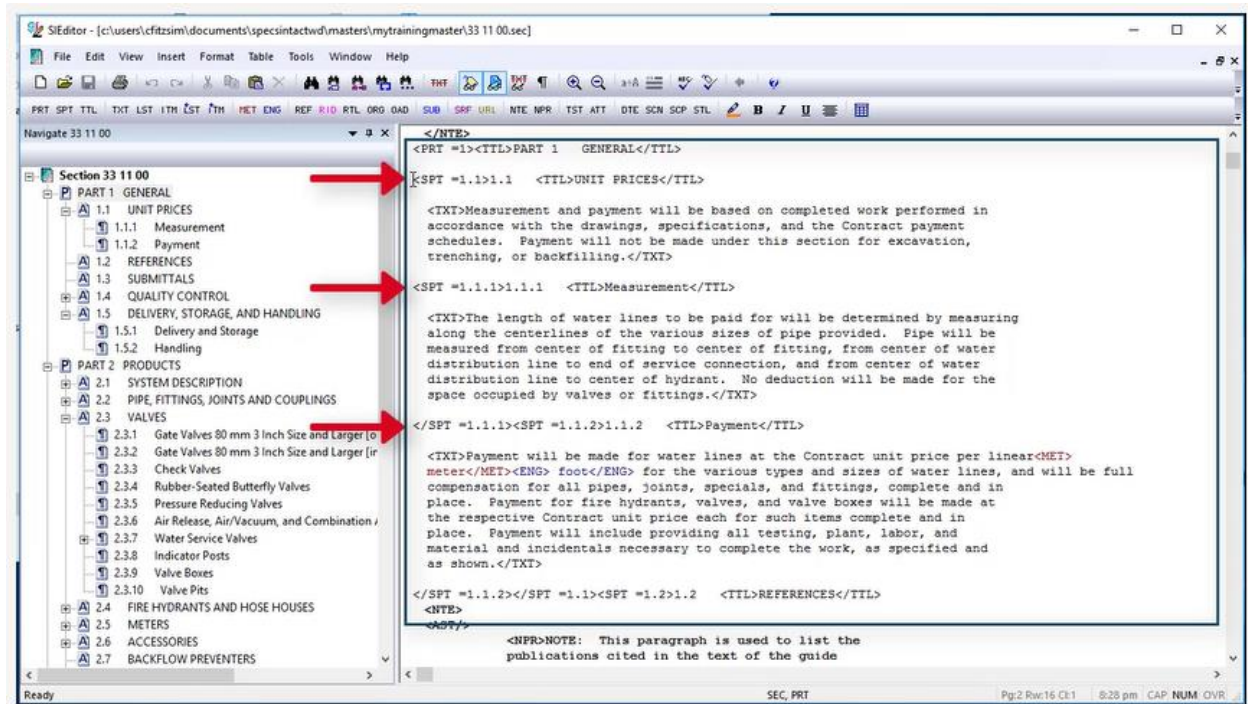 SIEditor - [c:\users\cfitzsim\documents\specsintactwd\masters\mytrainingmaster\33 11 00.sec]
File Edit View Insert Format Table Tools Window Help
PRT SPT TTL TXT LST ITM LST ITM MET ENG REF RID RTL ORG OAD SUB SRF URL NTE NPR TST ATT DTE SCN SCP STL B I U
Navigate 33 11 00
Section 33 11 00
PART 1 GENERAL
1.1 UNIT PRICES
1.1.1 Measurement
1.1.2 Payment
1.2 REFERENCES
1.3 SUBMITTALS
1.4 QUALITY CONTROL
1.5 DELIVERY, STORAGE, AND HANDLING
1.5.1 Delivery and Storage
1.5.2 Handling
PART 2 PRODUCTS
2.1 SYSTEM DESCRIPTION
2.2 PIPE, FITTINGS, JOINTS AND COUPLINGS
2.3 VALVES
2.3.1 Gate Valves 80 mm 3 Inch Size and Larger [o
2.3.2 Gate Valves 80 mm 3 Inch Size and Larger [ir
2.3.3 Check Valves
2.3.4 Rubber-Seated Butterfly Valves
2.3.5 Pressure Reducing Valves
2.3.6 Air Release, Air/Vacuum, and Combination
2.3.7 Water Service Valves
2.3.8 Indicator Posts
2.3.9 Valve Boxes
2.3.10 Valve Pits
2.4 FIRE HYDRANTS AND HOSE HOUSES
2.5 METERS
2.6 ACCESSORIES
2.7 BACKFLOW PREVENTERS
</NTE>
<PRT =1><TTL>PART 1 GENERAL</TTL>
<SPT =1.1>1.1 <TTL>UNIT PRICES</TTL>
<TXT>Measurement and payment will be based on completed work performed in
accordance with the drawings, specifications, and the Contract payment
schedules. Payment will not be made under this section for excavation,
trenching, or backfilling.</TXT>
<SPT =1.1.1>1.1.1 <TTL>Measurement</TTL>
<TXT>The length of water lines to be paid for will be determined by measuring
along the centerlines of the various sizes of pipe provided. Pipe will be
measured from center of fitting to center of fitting, from center of water
distribution line to end of service connection, and from center of water
distribution line to center of hydrant. No deduction will be made for the
space occupied by valves or fittings.</TXT>
</SPT =1.1.1><SPT =1.1.2>1.1.2 <TTL>Payment</TTL>
<TXT>Payment will be made for water lines at the Contract unit price per linear<MET>
meter</MET><ENG> foot</ENG> for the various types and sizes of water lines, and will be full
compensation for all pipes, joints, specials, and fittings, complete and in
place. Payment for fire hydrants, valves, and valve boxes will be made at
the respective Contract unit price each for such items complete and in
place. Payment will include providing all testing, plant, labor, and
material and incidentals necessary to complete the work, as specified and
as shown.</TXT>
</SPT =1.1.2></SPT =1.1><SPT =1.2>1.2 <TTL>REFERENCES</TTL>
<NTE>
<AST/>
<NPR>NOTE: This paragraph is used to list the
publications cited in the text of the guide
Ready
SEC, PRT
Pg:2 Rw:16 Cl:1 8:28 pm CAP NUM OVR